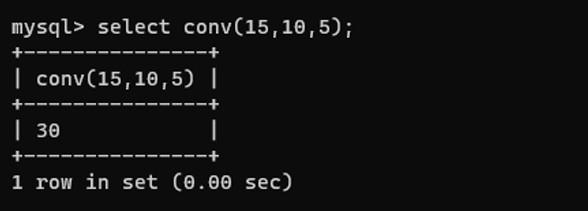 mysql> select conv(15,10,5);
+---------------+
| conv(15,10,5) |
+---------------+
| 30            |
+---------------+
1 row in set (0.00 sec)